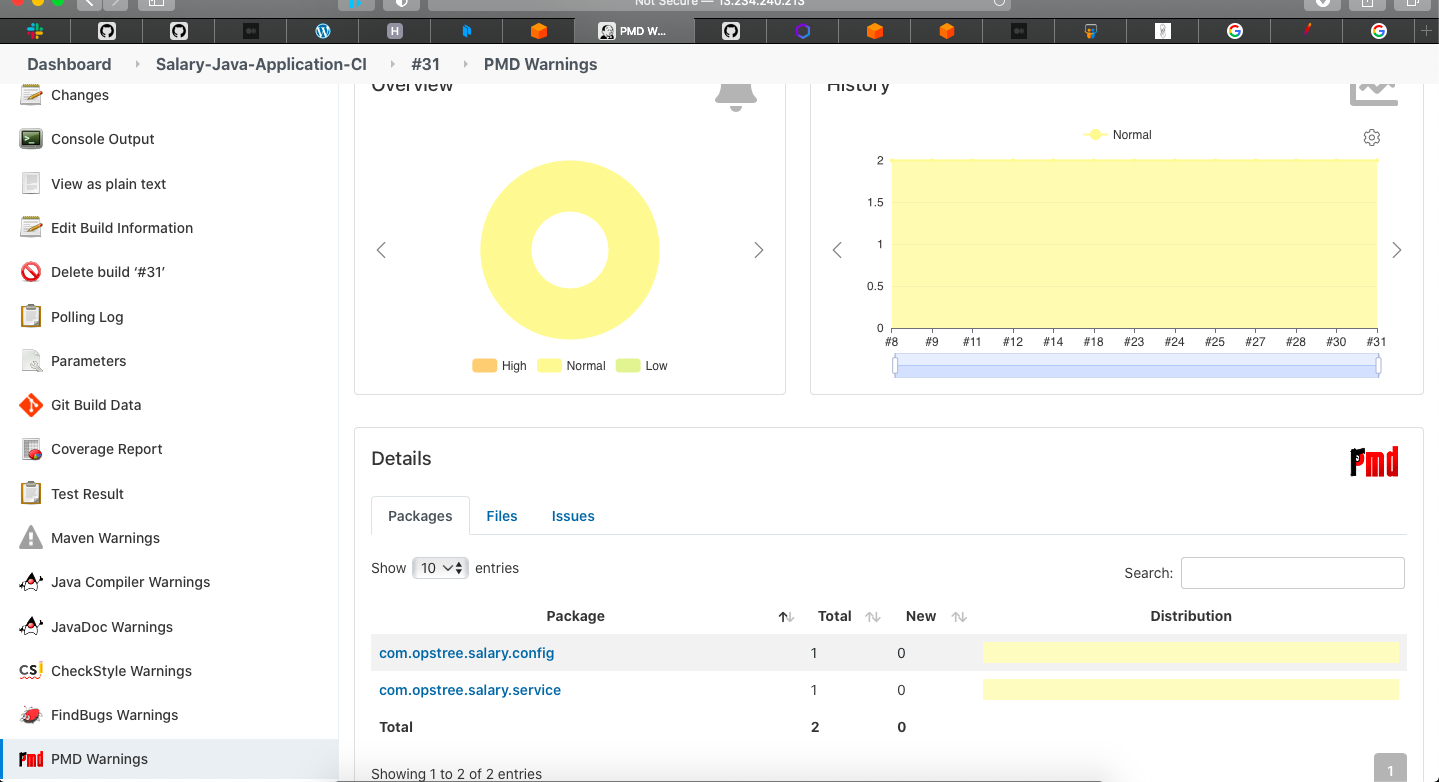 Not Secure — 13.234.240.213
H
PMD W...
Dashboard
Salary-Java-Application-CI
#31
PMD Warnings
Changes
Console Output
View as plain text
Edit Build Information
Delete build ‘#31’
Polling Log
Parameters
Git Build Data
Coverage Report
Test Result
Maven Warnings
Java Compiler Warnings
JavaDoc Warnings
CheckStyle Warnings
FindBugs Warnings
PMD Warnings
Overview
High
Normal
Low
History
Normal
2
1.5
1
0.5
0
#8 #9 #11 #12 #14 #18 #23 #24 #25 #27 #28 #30 #31
Details
pmd
Packages Files Issues
Show 10 entries
Search:
Package Total New Distribution
com.opstree.salary.config 1 0
com.opstree.salary.service 1 0
Total 2 0
Showing 1 to 2 of 2 entries
1